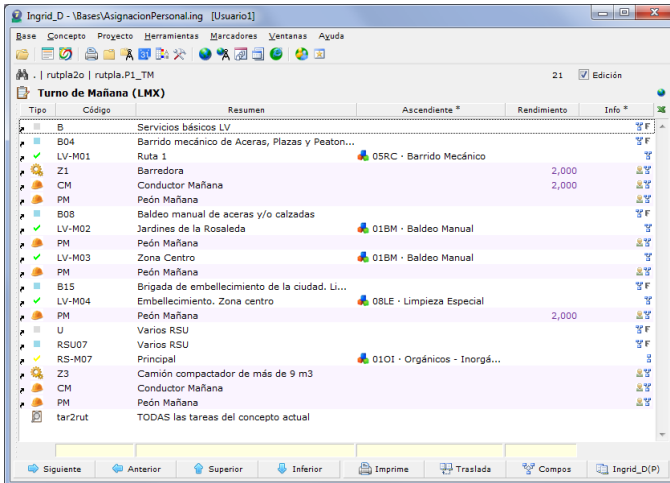 Ingrid_D - \Bases\AsignacionPersonal.ing [Usuario1]
Base Concepto Proyecto Herramientas Marcadores Ventanas Ayuda
. | rutpla2o | rutpla.P1_TM 21 Edición
Turno de Mañana (LMX)
Tipo Código Resumen Ascendiente * Rendimiento Info *
B Servicios básicos LV F
B04 Barrido mecánico de Aceras, Plazas y Peaton... F
LV-M01 Ruta 1 05RC · Barrido Mecánico
Z1 Barredora 2,000
CM Conductor Mañana 2,000
PM Peón Mañana
B08 Baldeo manual de aceras y/o calzadas F
LV-M02 Jardines de la Rosaleda 01BM · Baldeo Manual
PM Peón Mañana
LV-M03 Zona Centro 01BM · Baldeo Manual
PM Peón Mañana
B15 Brigada de embellecimiento de la ciudad. Li... F
LV-M04 Embellecimiento. Zona centro 08LE · Limpieza Especial
PM Peón Mañana 2,000
U Varios RSU F
RSU07 Varios RSU F
RS-M07 Principal 01OI · Orgánicos - Inorgá...
Z3 Camión compactador de más de 9 m3
CM Conductor Mañana
PM Peón Mañana
tar2rut TODAS las tareas del concepto actual
Siguiente Anterior Superior Inferior Imprime Traslada Compos Ingrid_D(P)